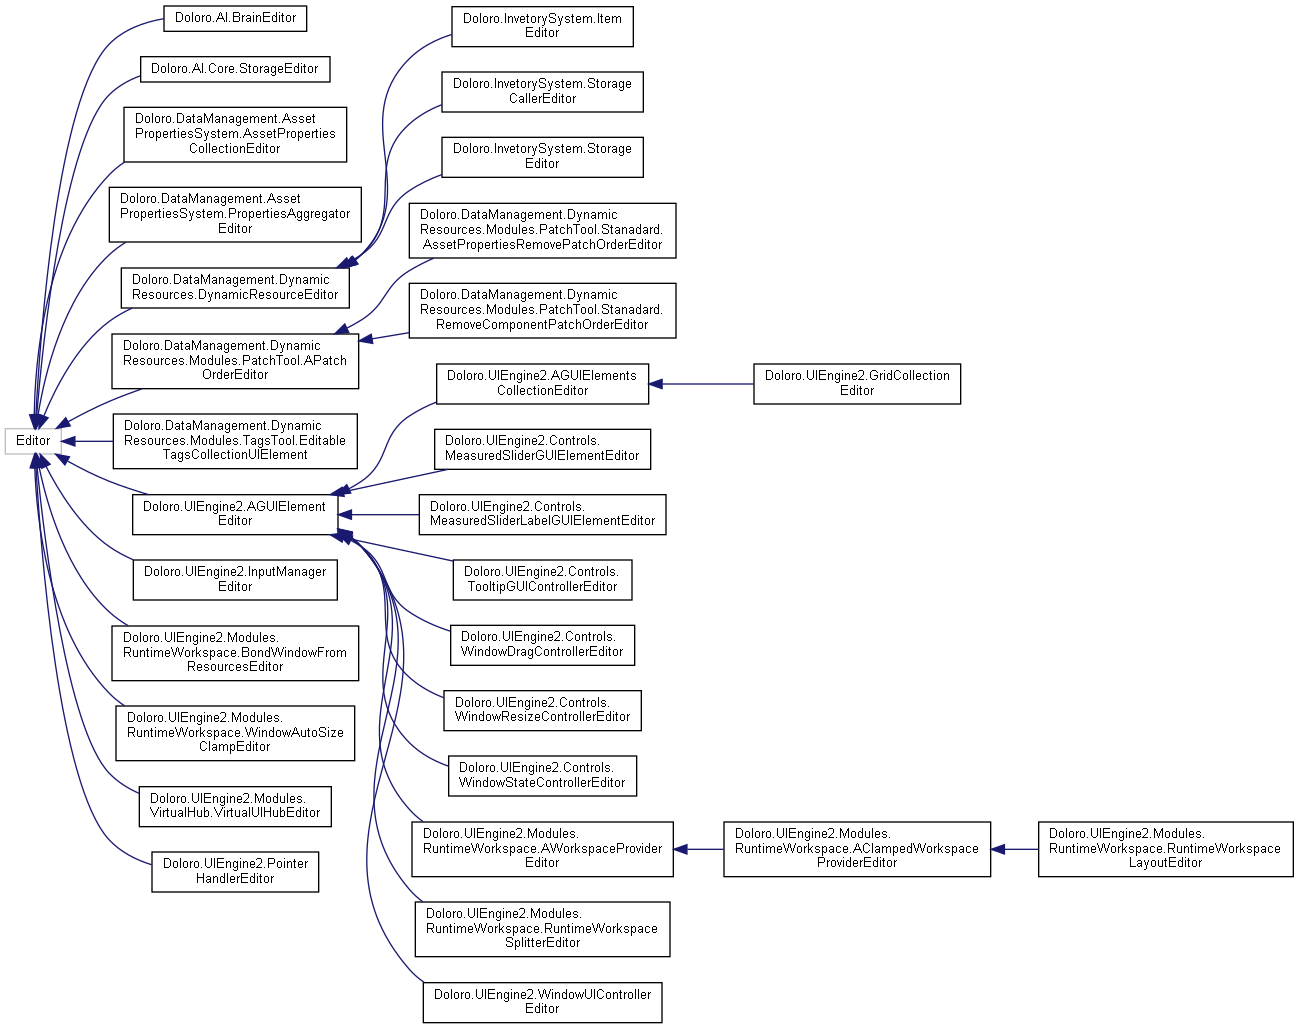 Doloro.AI.BrainEditor
Doloro.AI.Core.StorageEditor
Doloro.DataManagement.Asset
PropertiesSystem.AssetProperties
CollectionEditor
Doloro.DataManagement.Asset
PropertiesSystem.PropertiesAggregator
Editor
Doloro.DataManagement.Dynamic
Resources.DynamicResourceEditor
Doloro.DataManagement.Dynamic
Resources.Modules.PatchTool.APatch
OrderEditor
Editor
Doloro.DataManagement.Dynamic
Resources.Modules.TagsTool.Editable
TagsCollectionUIElement
Doloro.UIEngine2.AGUIElement
Editor
Doloro.UIEngine2.InputManager
Editor
Doloro.UIEngine2.Modules.
RuntimeWorkspace.BondWindowFrom
ResourcesEditor
Doloro.UIEngine2.Modules.
RuntimeWorkspace.WindowAutoSize
ClampEditor
Doloro.UIEngine2.Modules.
VirtualHub.VirtualUIHubEditor
Doloro.UIEngine2.Pointer
HandlerEditor
Doloro.InvetorySystem.Item
Editor
Doloro.InvetorySystem.Storage
CallerEditor
Doloro.InvetorySystem.Storage
Editor
Doloro.DataManagement.Dynamic
Resources.Modules.PatchTool.Stanadard.
AssetPropertiesRemovePatchOrderEditor
Doloro.DataManagement.Dynamic
Resources.Modules.PatchTool.Stanadard.
RemoveComponentPatchOrderEditor
Doloro.UIEngine2.AGUIElements
CollectionEditor
Doloro.UIEngine2.GridCollection
Editor
Doloro.UIEngine2.Controls.
MeasuredSliderGUIElementEditor
Doloro.UIEngine2.Controls.
MeasuredSliderLabelGUIElementEditor
Doloro.UIEngine2.Controls.
TooltipGUIControllerEditor
Doloro.UIEngine2.Controls.
WindowDragControllerEditor
Doloro.UIEngine2.Controls.
WindowResizeControllerEditor
Doloro.UIEngine2.Controls.
WindowStateControllerEditor
Doloro.UIEngine2.Modules.
RuntimeWorkspace.AWorkspaceProvider
Editor
Doloro.UIEngine2.Modules.
RuntimeWorkspace.AClampedWorkspace
ProviderEditor
Doloro.UIEngine2.Modules.
RuntimeWorkspace.RuntimeWorkspace
LayoutEditor
Doloro.UIEngine2.Modules.
RuntimeWorkspace.RuntimeWorkspace
SplitterEditor
Doloro.UIEngine2.WindowUIController
Editor